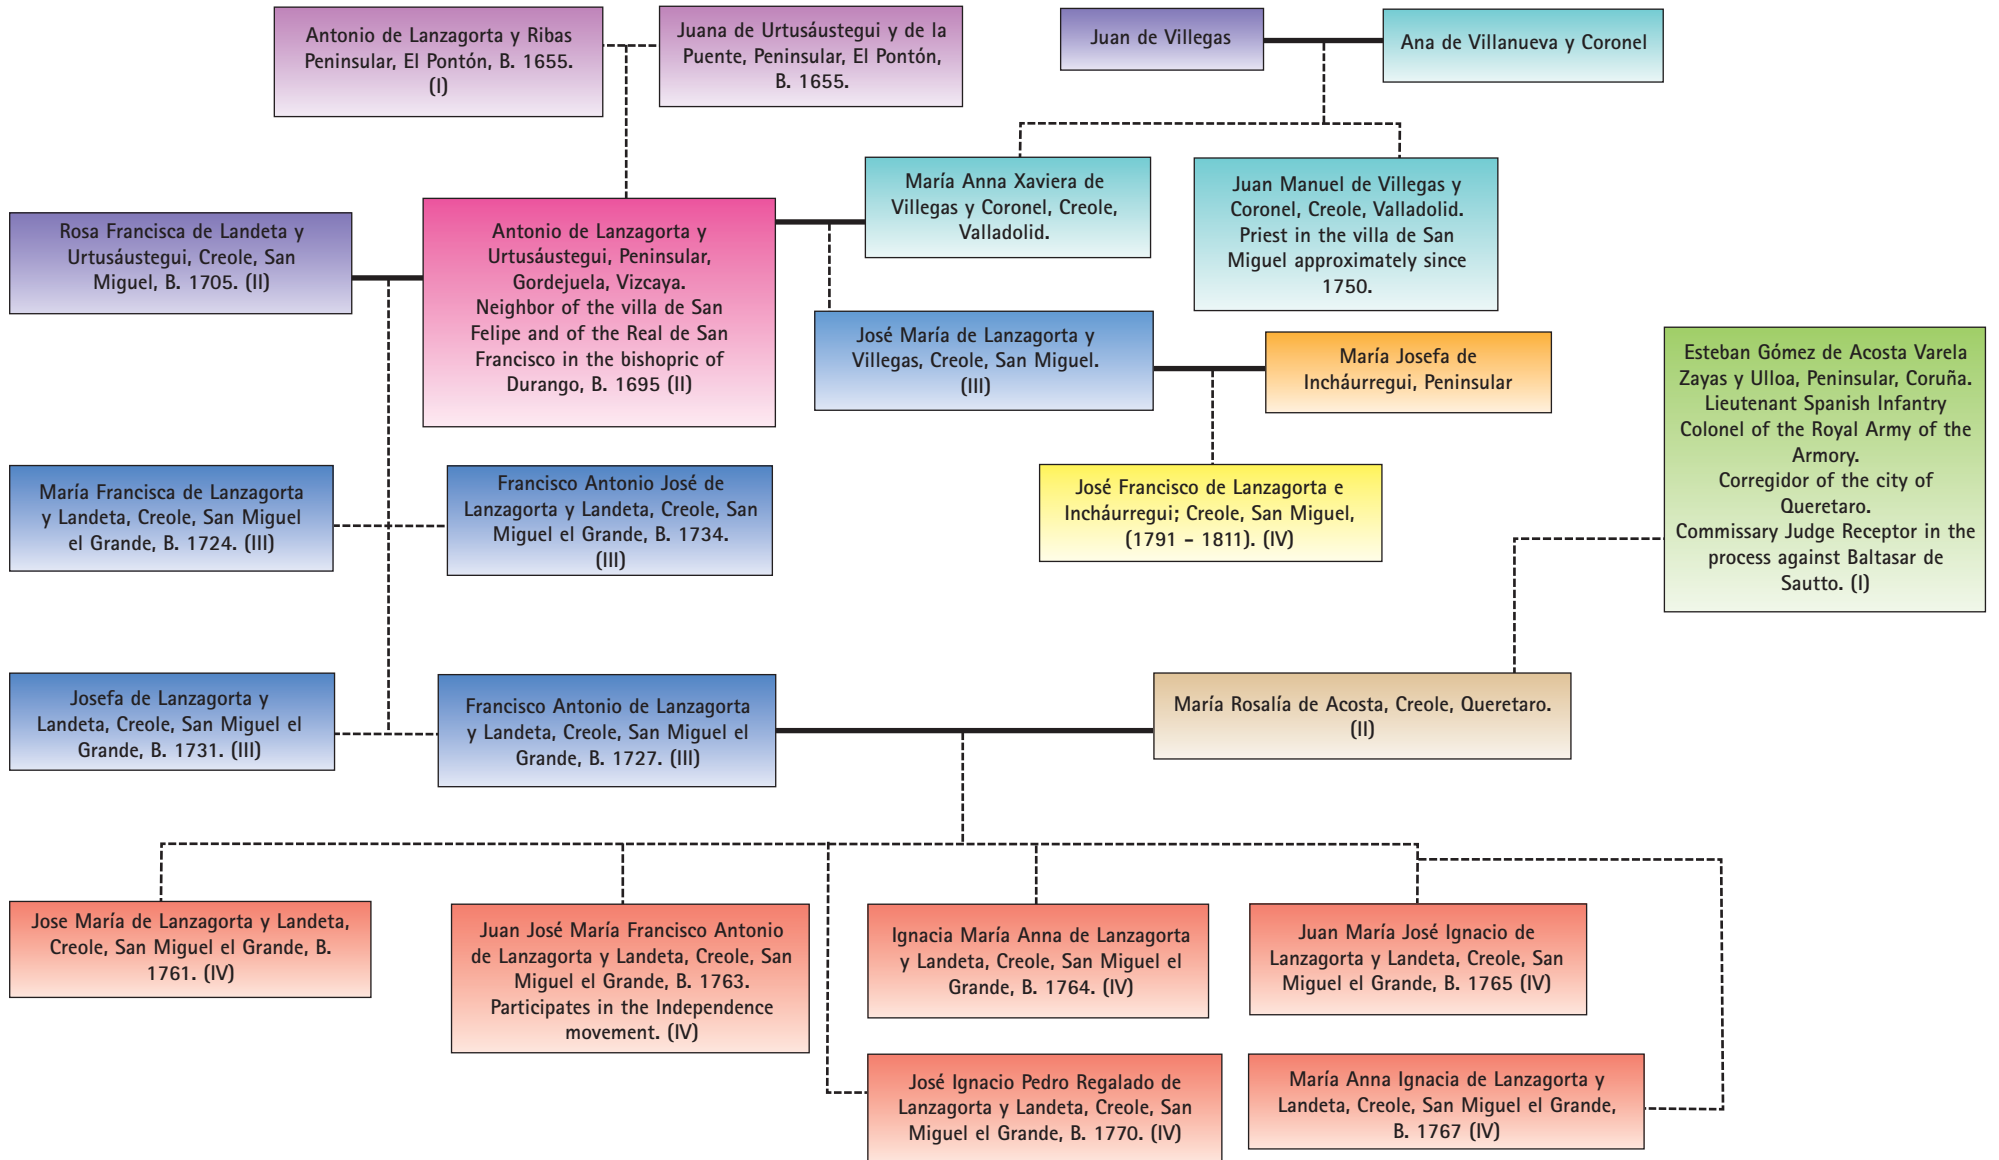 Antonio de Lanzagorta y Ribas
Peninsular, El Pontón, B. 1655.
(I)
Juana de Urtusáustegui y de la
Puente, Peninsular, El Pontón,
B. 1655.
Juan de Villegas
Ana de Villanueva y Coronel
María Anna Xaviera de
Villegas y Coronel, Creole,
Valladolid.
Juan Manuel de Villegas y
Coronel, Creole, Valladolid.
Priest in the villa de San
Miguel approximately since
1750.
Rosa Francisca de Landeta y
Urtusáustegui, Creole, San
Miguel, B. 1705. (II)
Antonio de Lanzagorta y
Urtusáustegui, Peninsular,
Gordejuela, Vizcaya.
Neighbor of the villa de San
Felipe and of the Real de San
Francisco in the bishopric of
Durango, B. 1695 (II)
José María de Lanzagorta y
Villegas, Creole, San Miguel.
(III)
María Josefa de
Incháurregui, Peninsular
Esteban Gómez de Acosta Varela
Zayas y Ulloa, Peninsular, Coruña.
Lieutenant Spanish Infantry
Colonel of the Royal Army of the
Armory.
Corregidor of the city of
Queretaro.
Commissary Judge Receptor in the
process against Baltasar de
Sautto. (I)
María Francisca de Lanzagorta
y Landeta, Creole, San Miguel
el Grande, B. 1724. (III)
Francisco Antonio José de
Lanzagorta y Landeta, Creole, San
Miguel el Grande, B. 1734.
(III)
José Francisco de Lanzagorta e
Incháurregui; Creole, San Miguel,
(1791 - 1811). (IV)
Josefa de Lanzagorta y
Landeta, Creole, San Miguel el
Grande, B. 1731. (III)
Francisco Antonio de Lanzagorta
y Landeta, Creole, San Miguel el
Grande, B. 1727. (III)
María Rosalía de Acosta, Creole, Queretaro.
(II)
Jose María de Lanzagorta y Landeta,
Creole, San Miguel el Grande, B.
1761. (IV)
Juan José María Francisco Antonio
de Lanzagorta y Landeta, Creole, San
Miguel el Grande, B. 1763.
Participates in the Independence
movement. (IV)
Ignacia María Anna de Lanzagorta
y Landeta, Creole, San Miguel el
Grande, B. 1764. (IV)
Juan María José Ignacio de
Lanzagorta y Landeta, Creole, San
Miguel el Grande, B. 1765 (IV)
José Ignacio Pedro Regalado de
Lanzagorta y Landeta, Creole, San
Miguel el Grande, B. 1770. (IV)
María Anna Ignacia de Lanzagorta y
Landeta, Creole, San Miguel el Grande,
B. 1767 (IV)